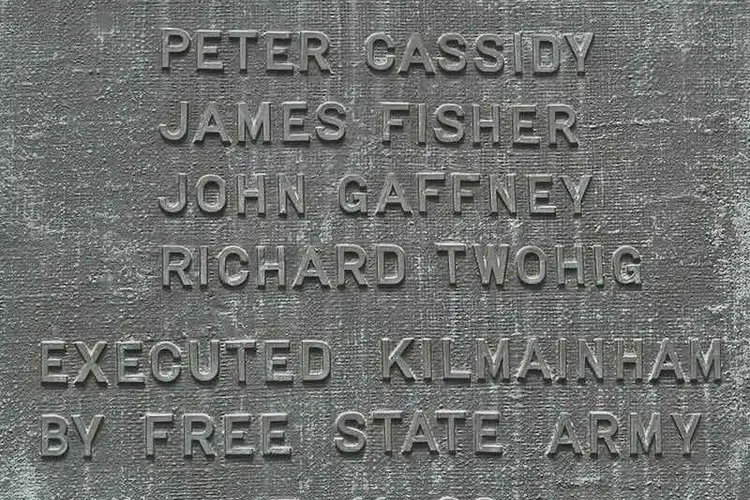 PETER CASSIDY
JAMES FISHER
JOHN GAFFNEY
RICHARD TWOHIG
EXECUTED KILMAINHAM
BY FREE STATE ARMY